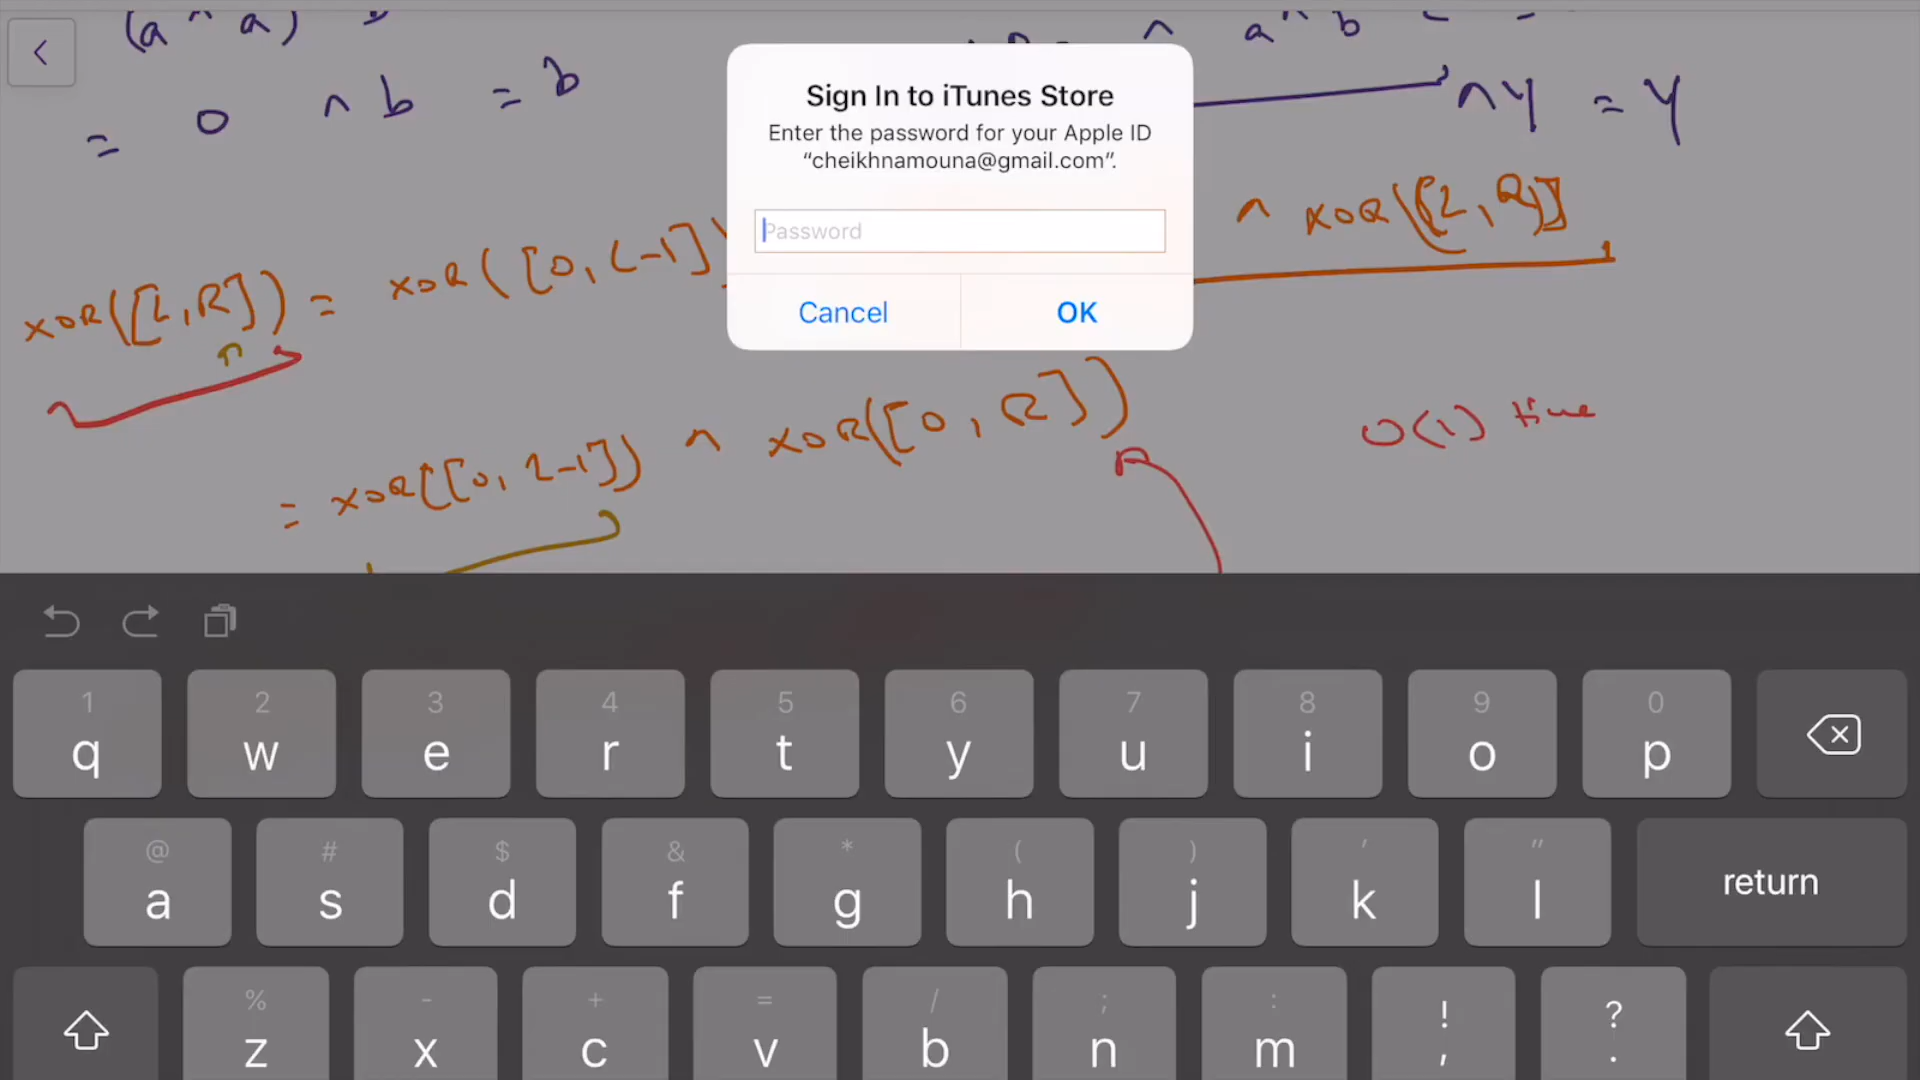 (a ^ a)
= 0 ^ b = b
^ a ^ b
^ Y = Y
Sign In to iTunes Store
Enter the password for your Apple ID
“cheikhnamouna@gmail.com”.
Password
Cancel
OK
XOR([L,R]) = XOR([0, L-1])
^ XOR([L, R])
= XOR([0, L-1]) ^ XOR([0, R])
O(1) time
1 2 3 4 5 6 7 8 9 0
q w e r t y u i o p
@ # $ & * ( ) ' "
a s d f g h j k l return
% - + = / ; : ! ?
z x c v b n m , .